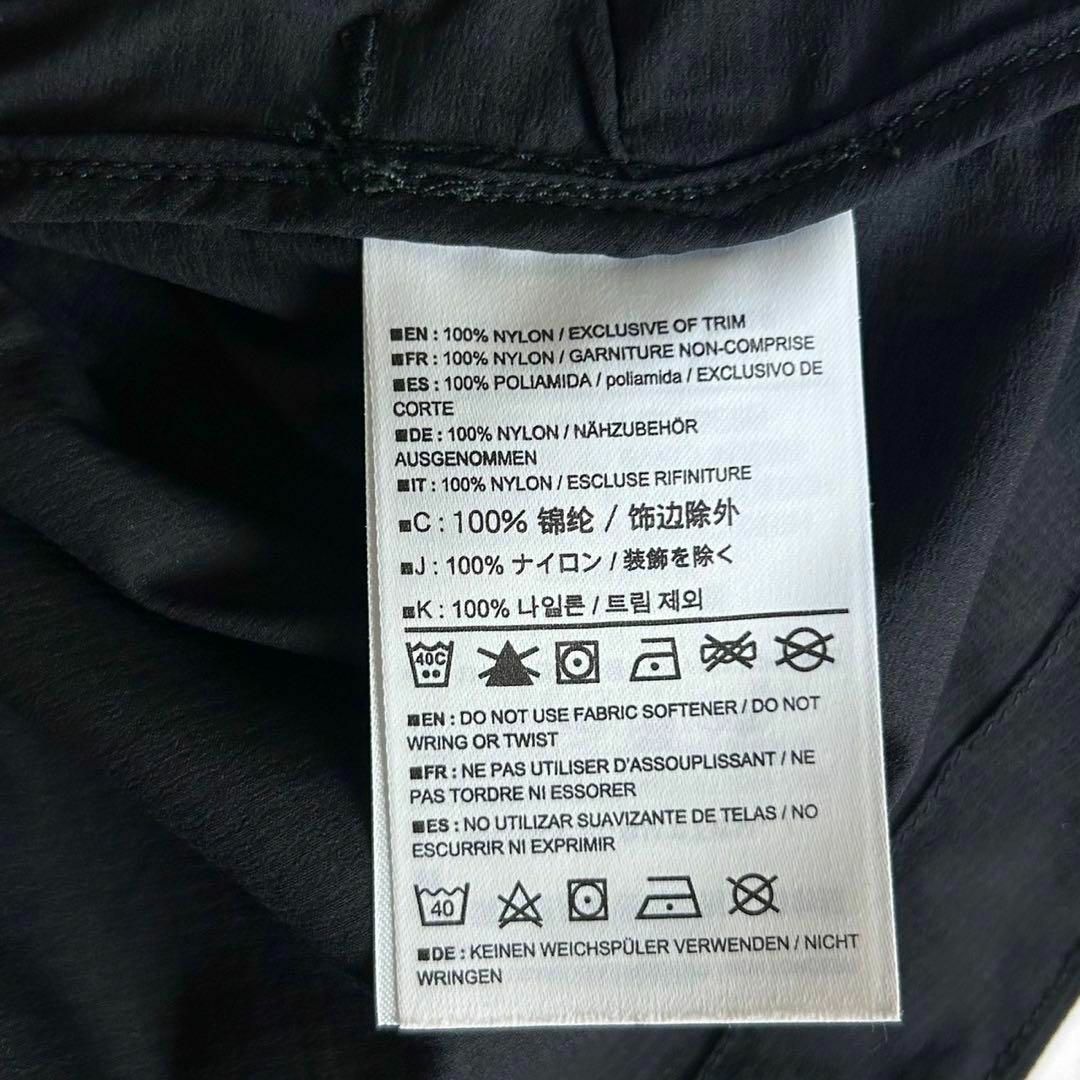 ■EN : 100% NYLON / EXCLUSIVE OF TRIM
■FR : 100% NYLON / GARNITURE NON-COMPRISE
■ES : 100% POLIAMIDA / poliamida / EXCLUSIVO DE
CORTE
■DE : 100% NYLON / NÄHZUBEHÖR
AUSGENOMMEN
■IT : 100% NYLON / ESCLUSE RIFINITURE
■C : 100% 锦纶 / 饰边除外
■J : 100% ナイロン / 装飾を除く
■K : 100% 나일론 / 트림 제외
40C
■EN : DO NOT USE FABRIC SOFTENER / DO NOT
WRING OR TWIST
■FR : NE PAS UTILISER D'ASSOUPLISSANT / NE
PAS TORDRE NI ESSORER
■ES : NO UTILIZAR SUAVIZANTE DE TELAS / NO
ESCURRIR NI EXPRIMIR
40
■DE : KEINEN WEICHSPÜLER VERWENDEN / NICHT
WRINGEN